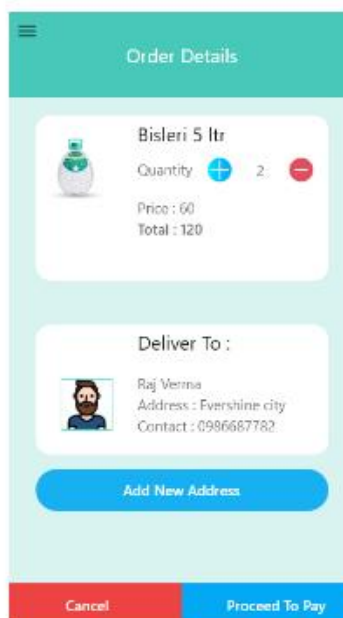 Order Details
Bisleri 5 ltr
Quantity 2
Price : 60
Total : 120
Deliver To :
Raj Verma
Address : Evershine city
Contact : 0986687782
Add New Address
Cancel Proceed To Pay